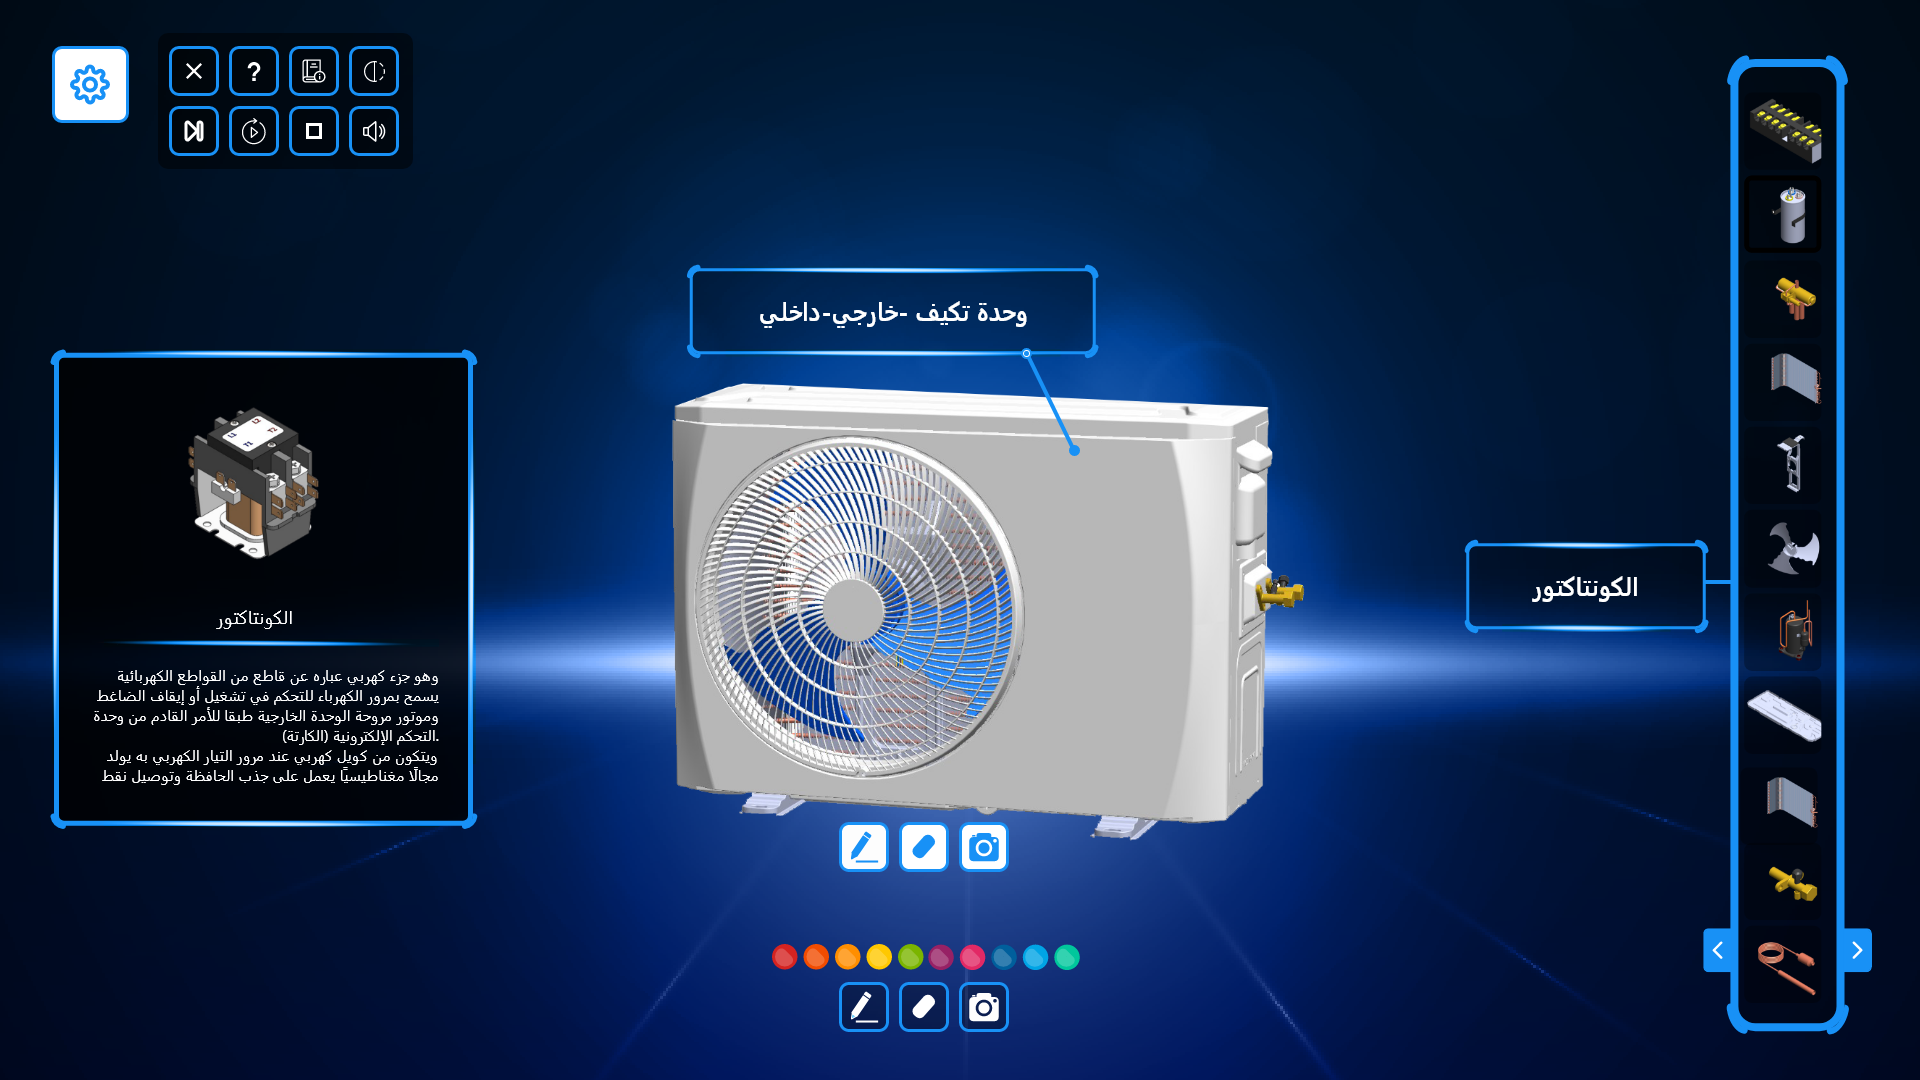 ?
وحدة تكيف -خارجي-داخلي
الكونتاكتور
وهو جزء كهربي عباره عن قاطع من القواطع الكهربائية
يسمح بمرور الكهرباء للتحكم في تشغيل أو إيقاف الضاغط
وموتور مروحة الوحدة الخارجية طبقا للأمر القادم من وحدة
التحكم الإلكترونية (الكارتة).
ويتكون من كويل كهربي عند مرور التيار الكهربي به يولد
مجالًا مغناطيسيًا يعمل على جذب الحافظة وتوصيل نقط
الكونتاكتور